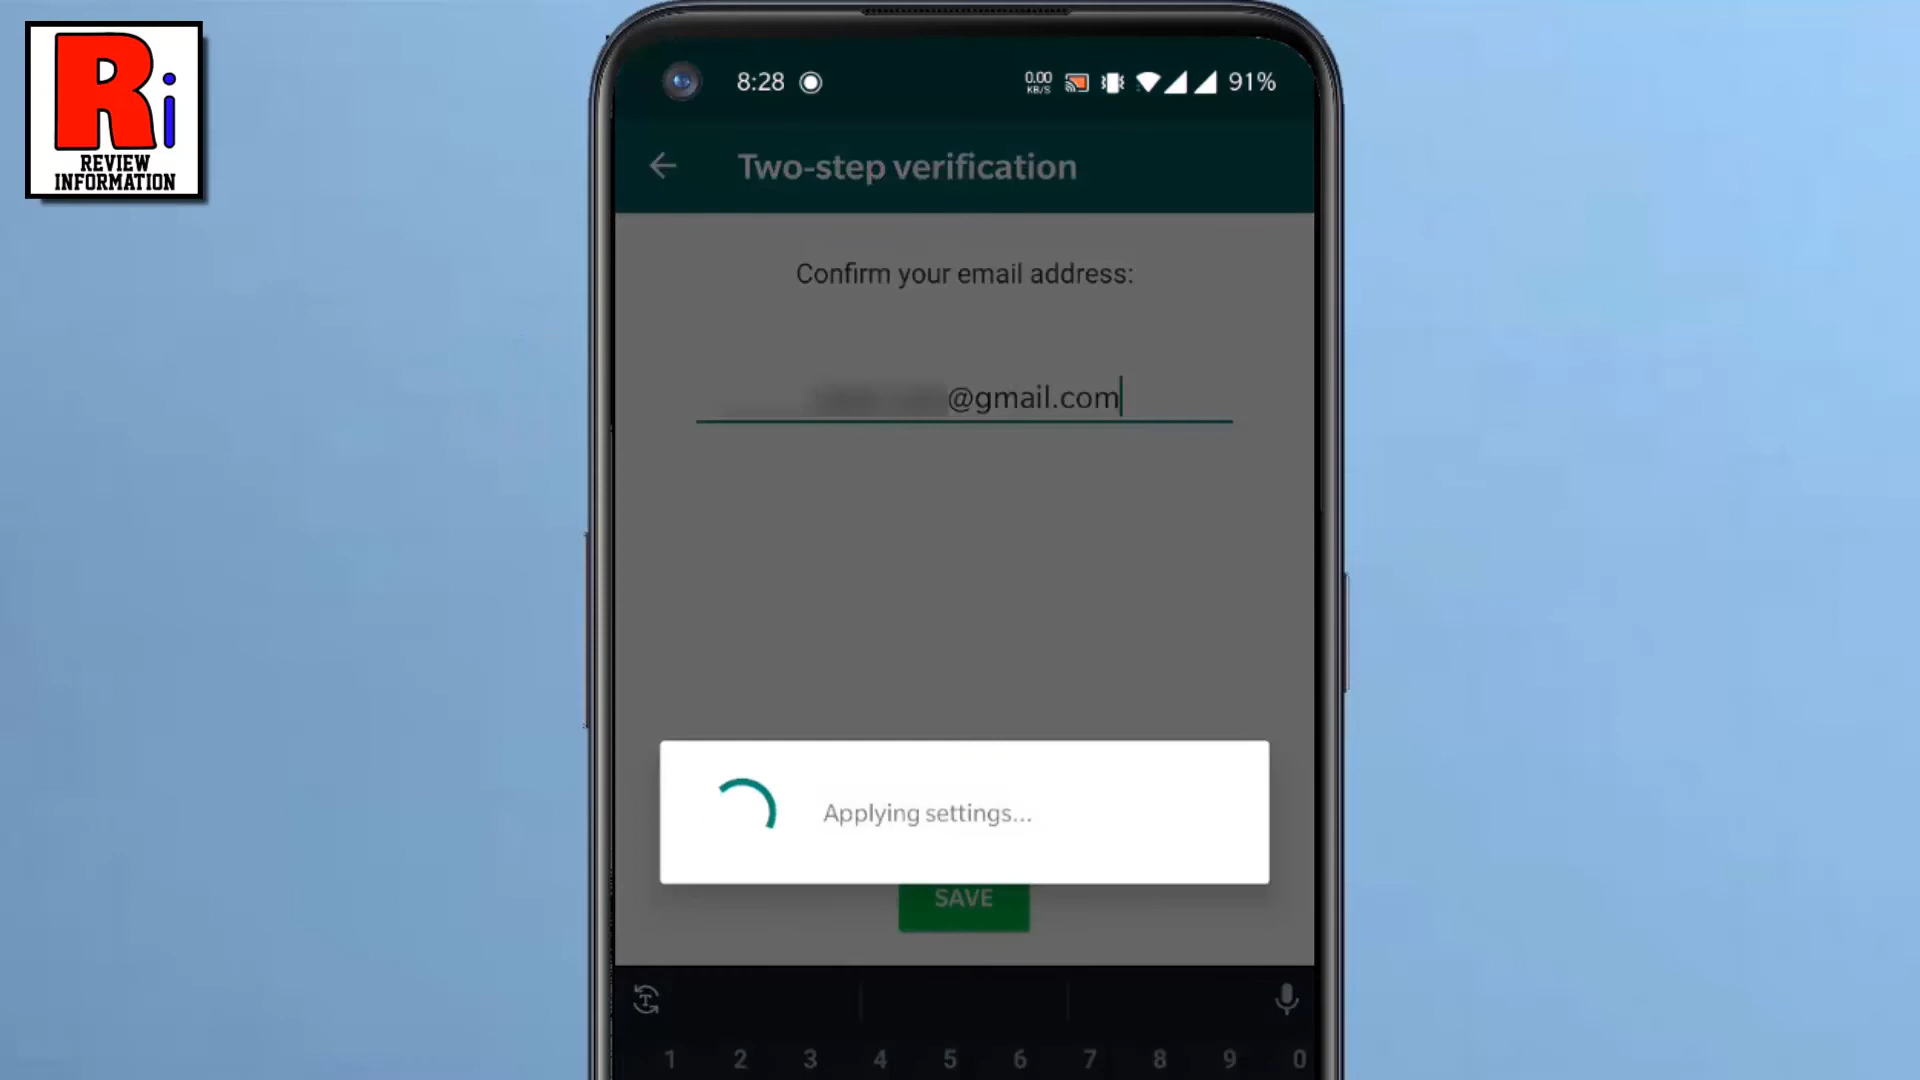 Ri
REVIEW
INFORMATION
8:28
0.00
KB/S
91%
Two-step verification
Confirm your email address:
@gmail.com
Applying settings...
SAVE
1 2 3 4 5 6 7 8 9 0